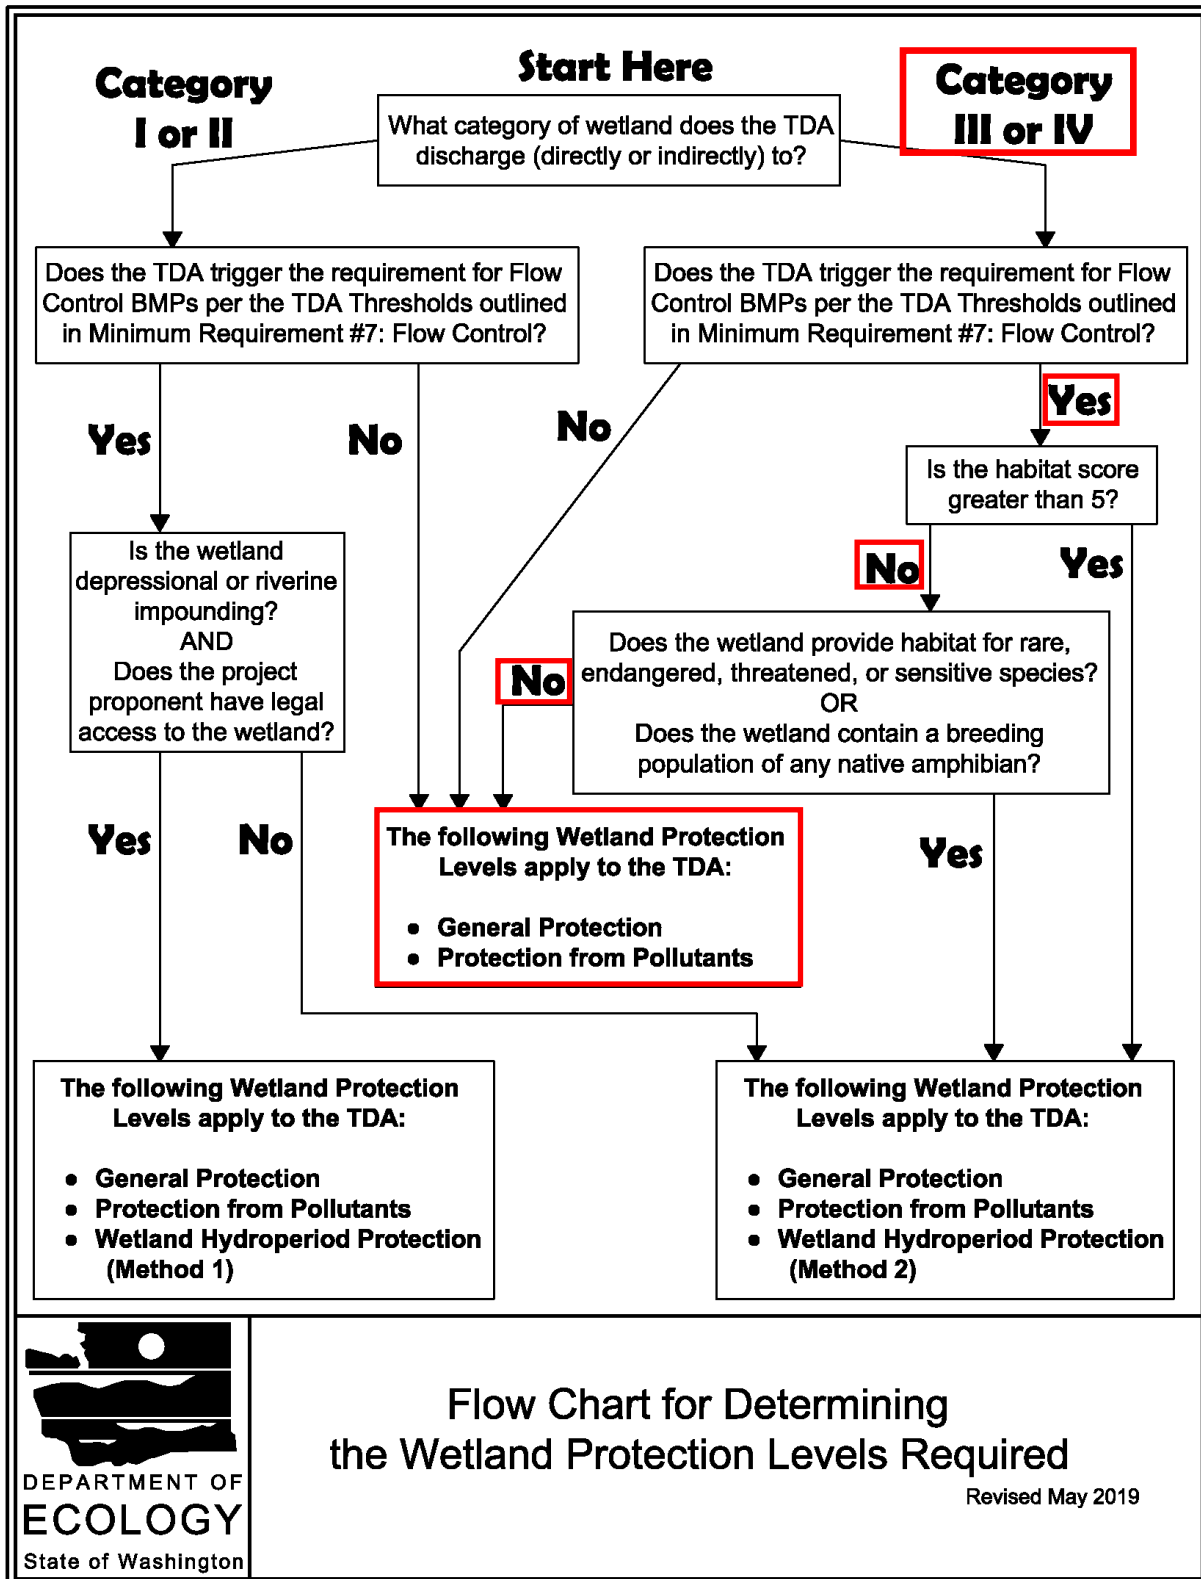 Start Here
Category
I or II
Category
III or IV
What category of wetland does the TDA
discharge (directly or indirectly) to?
Does the TDA trigger the requirement for Flow
Control BMPs per the TDA Thresholds outlined
in Minimum Requirement #7: Flow Control?
Does the TDA trigger the requirement for Flow
Control BMPs per the TDA Thresholds outlined
in Minimum Requirement #7: Flow Control?
Yes
No
No
Yes
Is the habitat score
greater than 5?
Is the wetland
depressional or riverine
impounding?
AND
Does the project
proponent have legal
access to the wetland?
No
Yes
Does the wetland provide habitat for rare,
endangered, threatened, or sensitive species?
OR
Does the wetland contain a breeding
population of any native amphibian?
No
Yes
No
Yes
The following Wetland Protection
Levels apply to the TDA:
● General Protection
● Protection from Pollutants
The following Wetland Protection
Levels apply to the TDA:
● General Protection
● Protection from Pollutants
● Wetland Hydroperiod Protection
(Method 1)
The following Wetland Protection
Levels apply to the TDA:
● General Protection
● Protection from Pollutants
● Wetland Hydroperiod Protection
(Method 2)
DEPARTMENT OF
ECOLOGY
State of Washington
Flow Chart for Determining
the Wetland Protection Levels Required
Revised May 2019